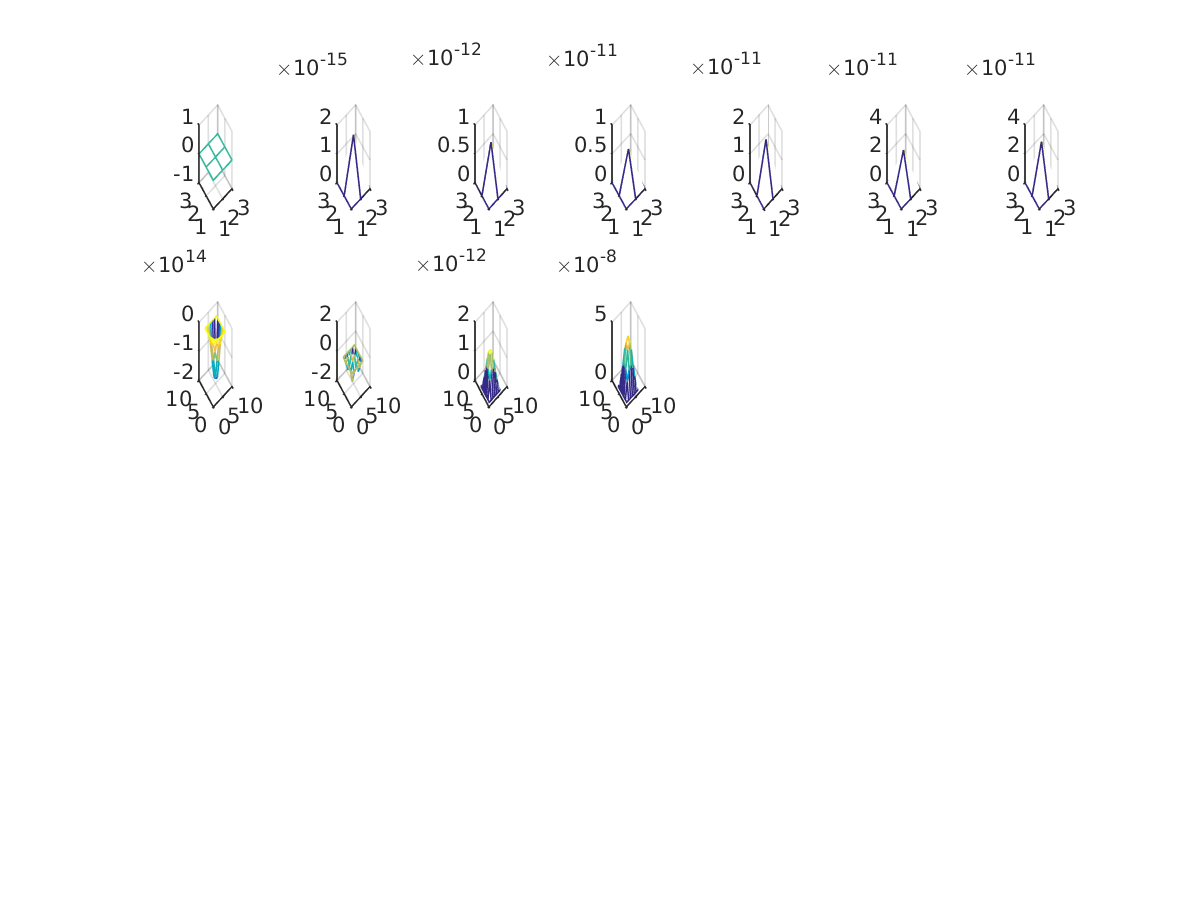 ×10-15 ×10-12 ×10-11 ×10-11 ×10-11 ×10-11
1 2 1 1 2 4 4
0 1 0.5 0.5 1 2 2
-1 0 0 0 0 0 0
3 3 3 3 3 3 3 3 3 3 3 3 3 3
2 2 2 2 2 2 2 2 2 2 2 2 2 2
1 1 1 1 1 1 1 1 1 1 1 1 1 1
×1014 ×10-12 ×10-8
0 2 2 5
-1 0 1
-2 -2 0 0
10 10 10 10 10 10 10 10
5 5 5 5 5 5 5 5
0 0 0 0 0 0 0 0